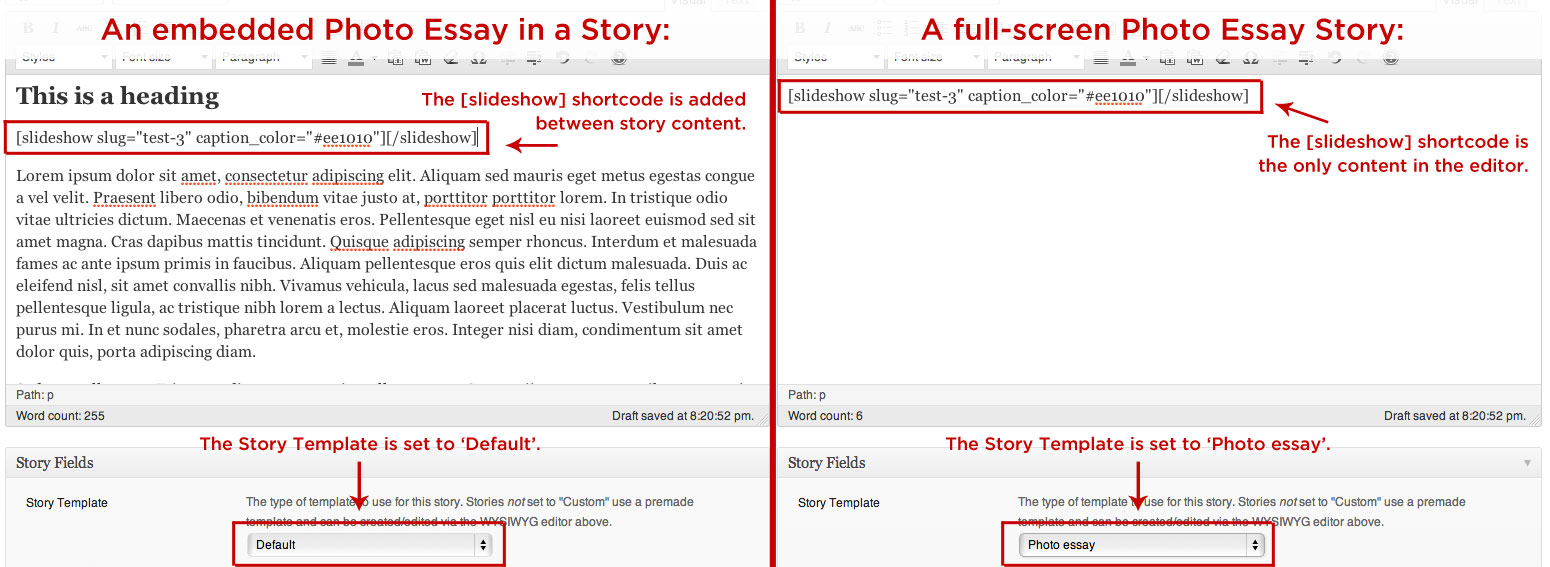 Visual Text
An embedded Photo Essay in a Story:
B I ABC
Styles Font size Paragraph
This is a heading
The [slideshow] shortcode is added
between story content.
[slideshow slug="test-3" caption_color="#ee1010"][/slideshow]
Lorem ipsum dolor sit amet, consectetur adipiscing elit. Aliquam sed mauris eget metus egestas congue
a vel velit. Praesent libero odio, bibendum vitae justo at, porttitor porttitor lorem. In tristique odio
vitae ultricies dictum. Maecenas et venenatis eros. Pellentesque eget nisl eu nisi laoreet euismod sed sit
amet magna. Cras dapibus mattis tincidunt. Quisque adipiscing semper rhoncus. Interdum et malesuada
fames ac ante ipsum primis in faucibus. Aliquam pellentesque eros quis elit dictum malesuada. Duis ac
eleifend nisl, sit amet convallis nibh. Vivamus vehicula, lacus sed malesuada egestas, felis tellus
pellentesque ligula, ac tristique nibh lorem a lectus. Aliquam laoreet placerat luctus. Vestibulum nec
purus mi. In et nunc sodales, pharetra arcu et, molestie eros. Integer nisi diam, condimentum sit amet
dolor quis, porta adipiscing diam.
Path: p
Word count: 255 Draft saved at 8:20:52 pm.
The Story Template is set to ‘Default’.
Story Fields
Story Template
The type of template to use for this story. Stories not set to "Custom" use a premade
template and can be created/edited via the WYSIWYG editor above.
Default
Visual Text
A full-screen Photo Essay Story:
B I ABC
Styles Font size Paragraph
[slideshow slug="test-3" caption_color="#ee1010"][/slideshow]
The [slideshow] shortcode is
the only content in the editor.
Path: p
Word count: 6 Draft saved at 8:20:52 pm.
The Story Template is set to ‘Photo essay’.
Story Fields
Story Template
The type of template to use for this story. Stories not set to "Custom" use a premade
template and can be created/edited via the WYSIWYG editor above.
Photo essay